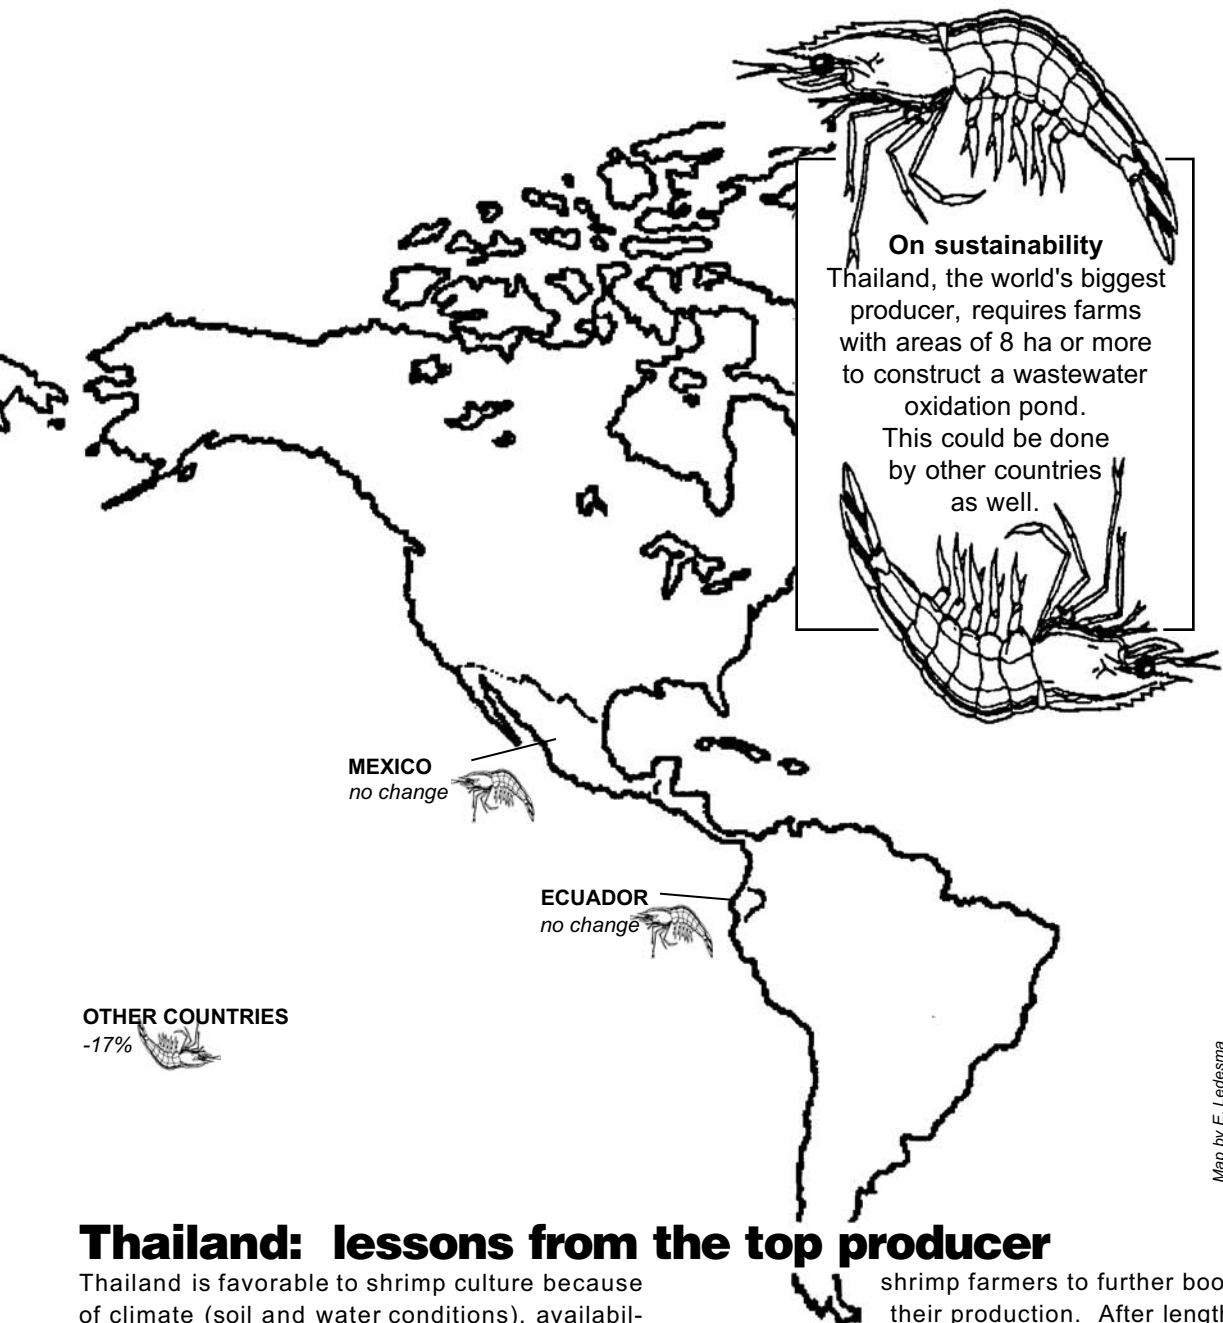 On sustainability
Thailand, the world's biggest
producer, requires farms
with areas of 8 ha or more
to construct a wastewater
oxidation pond.
This could be done
by other countries
as well.
MEXICO
no change
ECUADOR
no change
OTHER COUNTRIES
-17%
Map by E. Ledesma
Thailand: lessons from the top producer
Thailand is favorable to shrimp culture because
of climate (soil and water conditions), availabil-
shrimp farmers to further boo
their production. After length